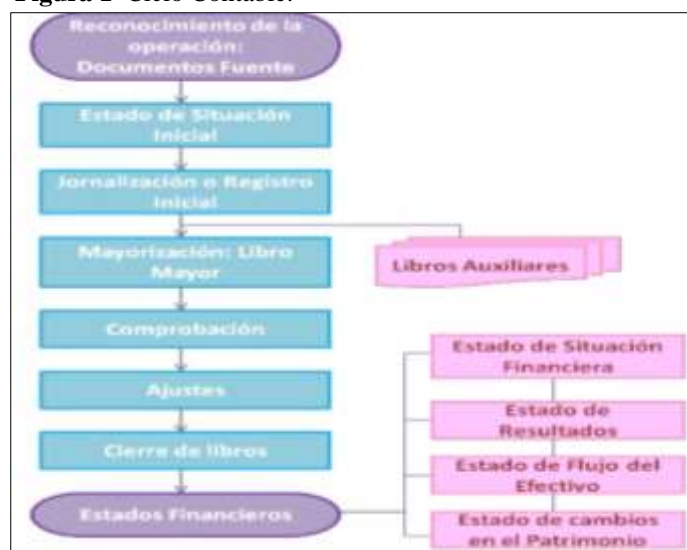 Figura 1 Ciclo Contable.
Reconocimiento de la
operación:
Documentos Fuente
Estado de Situación
Inicial
Jornalización o Registro
Inicial
Mayorización: Libro
Mayor
Libros Auxiliares
Comprobación
Ajustes
Cierre de libros
Estados Financieros
Estado de Situación
Financiera
Estado de
Resultados
Estado de Flujo del
Efectivo
Estado de cambios
en el Patrimonio